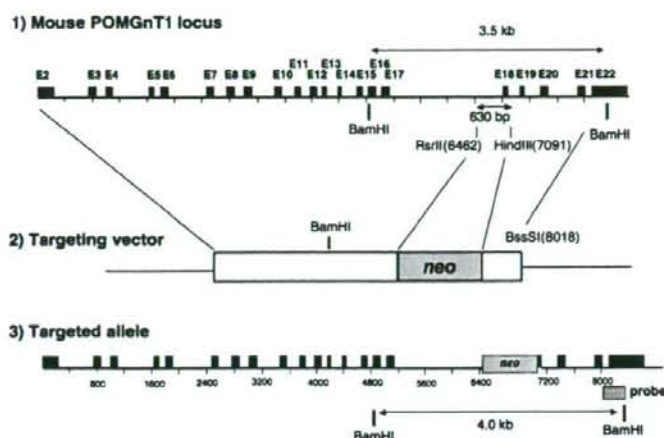 1) Mouse POMGnT1 locus
3.5 kb
E2 E3 E4 E5 E6 E7 E8 E9 E10 E11 E12 E13 E14 E15 E16 E17 E18 E19 E20 E21 E22
630 bp
BamHI BamHI
RsrII(6462) HindIII(7091)
BssSI(8018)
BamHI
2) Targeting vector
neo
3) Targeted allele
neo
800 1600 2400 3200 4000 4800 5600 6400 7200 8000
probe
4.0 kb
BamHI BamHI